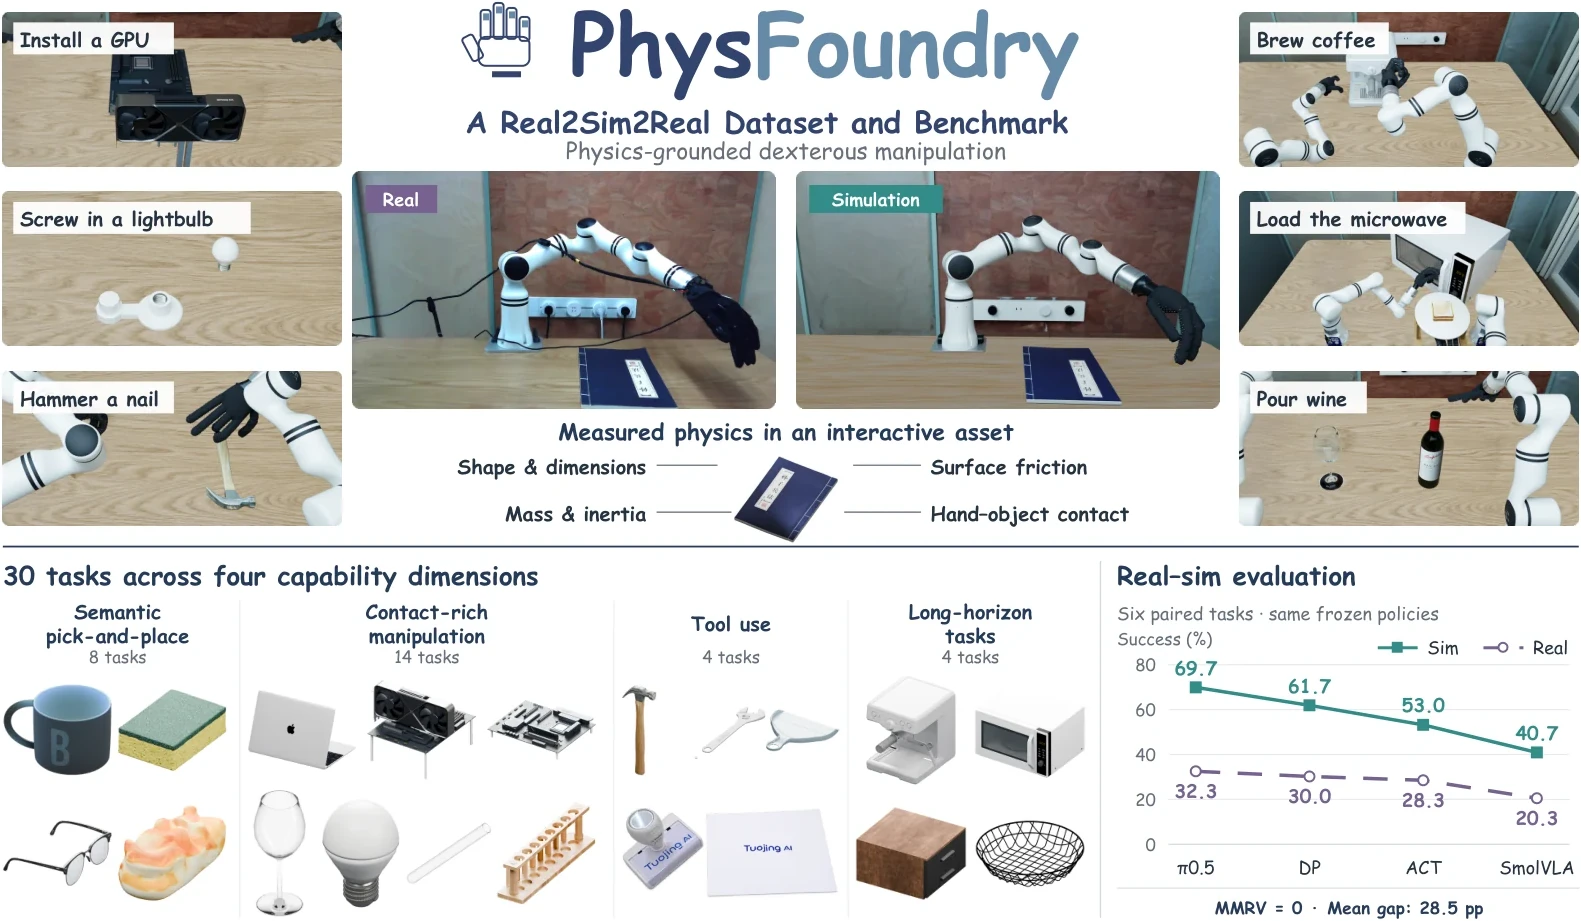 PhysFoundry
A Real2Sim2Real Dataset and Benchmark
Physics-grounded dexterous manipulation
Install a GPU
Screw in a lightbulb
Hammer a nail
Real
Simulation
Brew coffee
Load the microwave
Pour wine
Measured physics in an interactive asset
Shape & dimensions
Surface friction
Mass & inertia
Hand-object contact
30 tasks across four capability dimensions
Semantic
pick-and-place
8 tasks
Contact-rich
manipulation
14 tasks
Tool use
4 tasks
Long-horizon
tasks
4 tasks
B
Tuojing AI
Tuojing AI
Real-sim evaluation
Six paired tasks · same frozen policies
Success (%)
Sim
Real
80
60
40
20
0
69.7
61.7
53.0
40.7
32.3
30.0
28.3
20.3
π0.5
DP
ACT
SmolVLA
MMRV = 0 · Mean gap: 28.5 pp